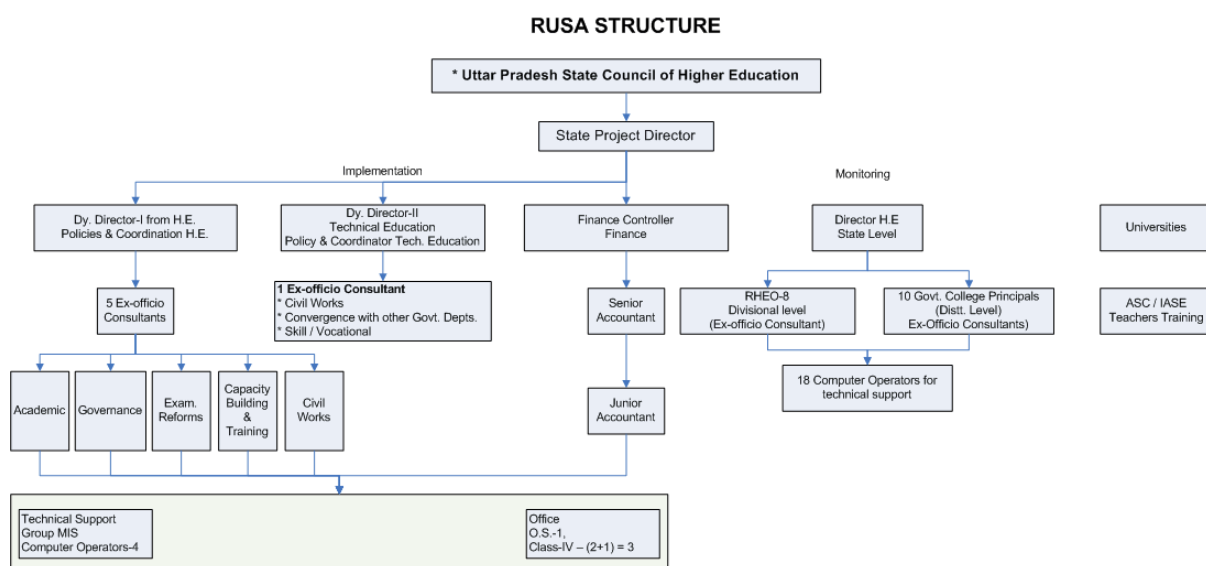 RUSA STRUCTURE
* Uttar Pradesh State Council of Higher Education
State Project Director
Implementation
Monitoring
Dy. Director-I from H.E.
Policies & Coordination H.E.
Dy. Director-II
Technical Education
Policy & Coordinator Tech. Education
Finance Controller
Finance
Director H.E
State Level
Universities
5 Ex-officio
Consultants
1 Ex-officio Consultant
* Civil Works
* Convergence with other Govt. Depts.
* Skill / Vocational
Senior
Accountant
RHEO-8
Divisional level
(Ex-officio Consultant)
10 Govt. College Principals
(Distt. Level)
Ex-Officio Consultants)
ASC / IASE
Teachers Training
Academic
Governance
Exam.
Reforms
Capacity
Building
&
Training
Civil
Works
Junior
Accountant
18 Computer Operators for
technical support
Technical Support
Group MIS
Computer Operators-4
Office
O.S.-1,
Class-IV – (2+1) = 3